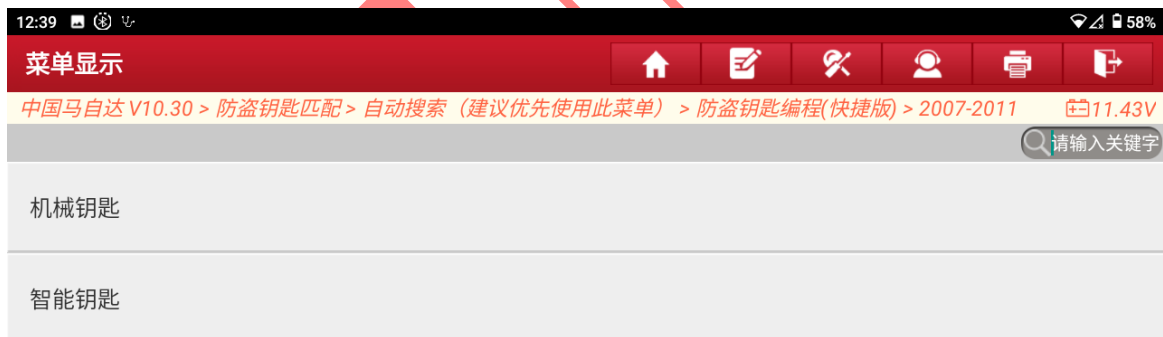 12:39 58%
菜单显示
中国马自达 V10.30 > 防盗钥匙匹配 > 自动搜索（建议优先使用此菜单） > 防盗钥匙编程(快捷版) > 2007-2011 11.43V
请输入关键字
机械钥匙
智能钥匙